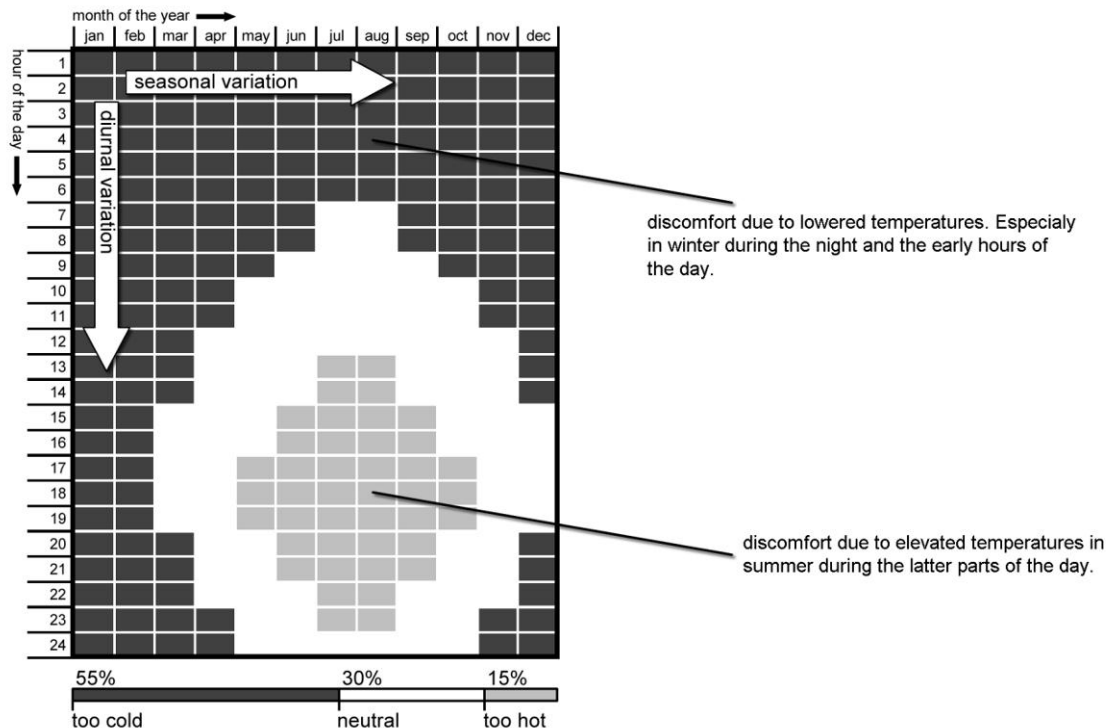 month of the year
jan feb mar apr may jun jul aug sep oct nov dec
hour of the day
1
2
3
4
5
6
7
8
9
10
11
12
13
14
15
16
17
18
19
20
21
22
23
24
seasonal variation
diurnal variation
discomfort due to lowered temperatures. Especialy
in winter during the night and the early hours of
the day.
discomfort due to elevated temperatures in
summer during the latter parts of the day.
55% 30% 15%
too cold neutral too hot